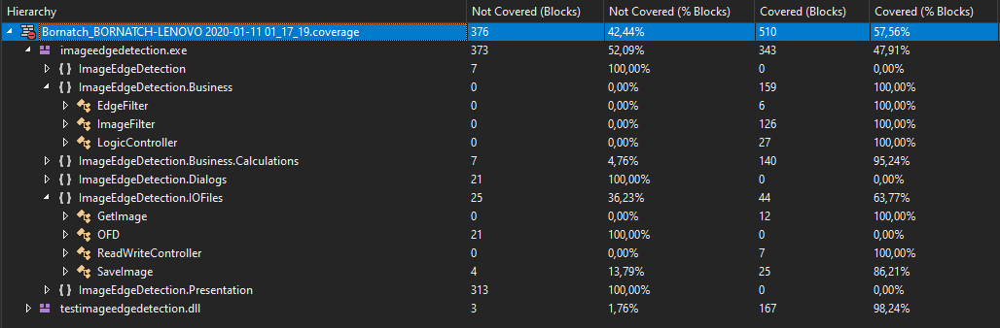 Hierarchy Not Covered (Blocks) Not Covered (% Blocks) Covered (Blocks) Covered (% Blocks)
Bornatch_BORNATCH-LENOVO 2020-01-11 01_17_19.coverage 376 42,44% 510 57,56%
imageedgedetection.exe 373 52,09% 343 47,91%
{ } ImageEdgeDetection 7 100,00% 0 0,00%
{ } ImageEdgeDetection.Business 0 0,00% 159 100,00%
EdgeFilter 0 0,00% 6 100,00%
ImageFilter 0 0,00% 126 100,00%
LogicController 0 0,00% 27 100,00%
{ } ImageEdgeDetection.Business.Calculations 7 4,76% 140 95,24%
{ } ImageEdgeDetection.Dialogs 21 100,00% 0 0,00%
{ } ImageEdgeDetection.IOFiles 25 36,23% 44 63,77%
GetImage 0 0,00% 12 100,00%
OFD 21 100,00% 0 0,00%
ReadWriteController 0 0,00% 7 100,00%
SaveImage 4 13,79% 25 86,21%
{ } ImageEdgeDetection.Presentation 313 100,00% 0 0,00%
testimageedgedetection.dll 3 1,76% 167 98,24%